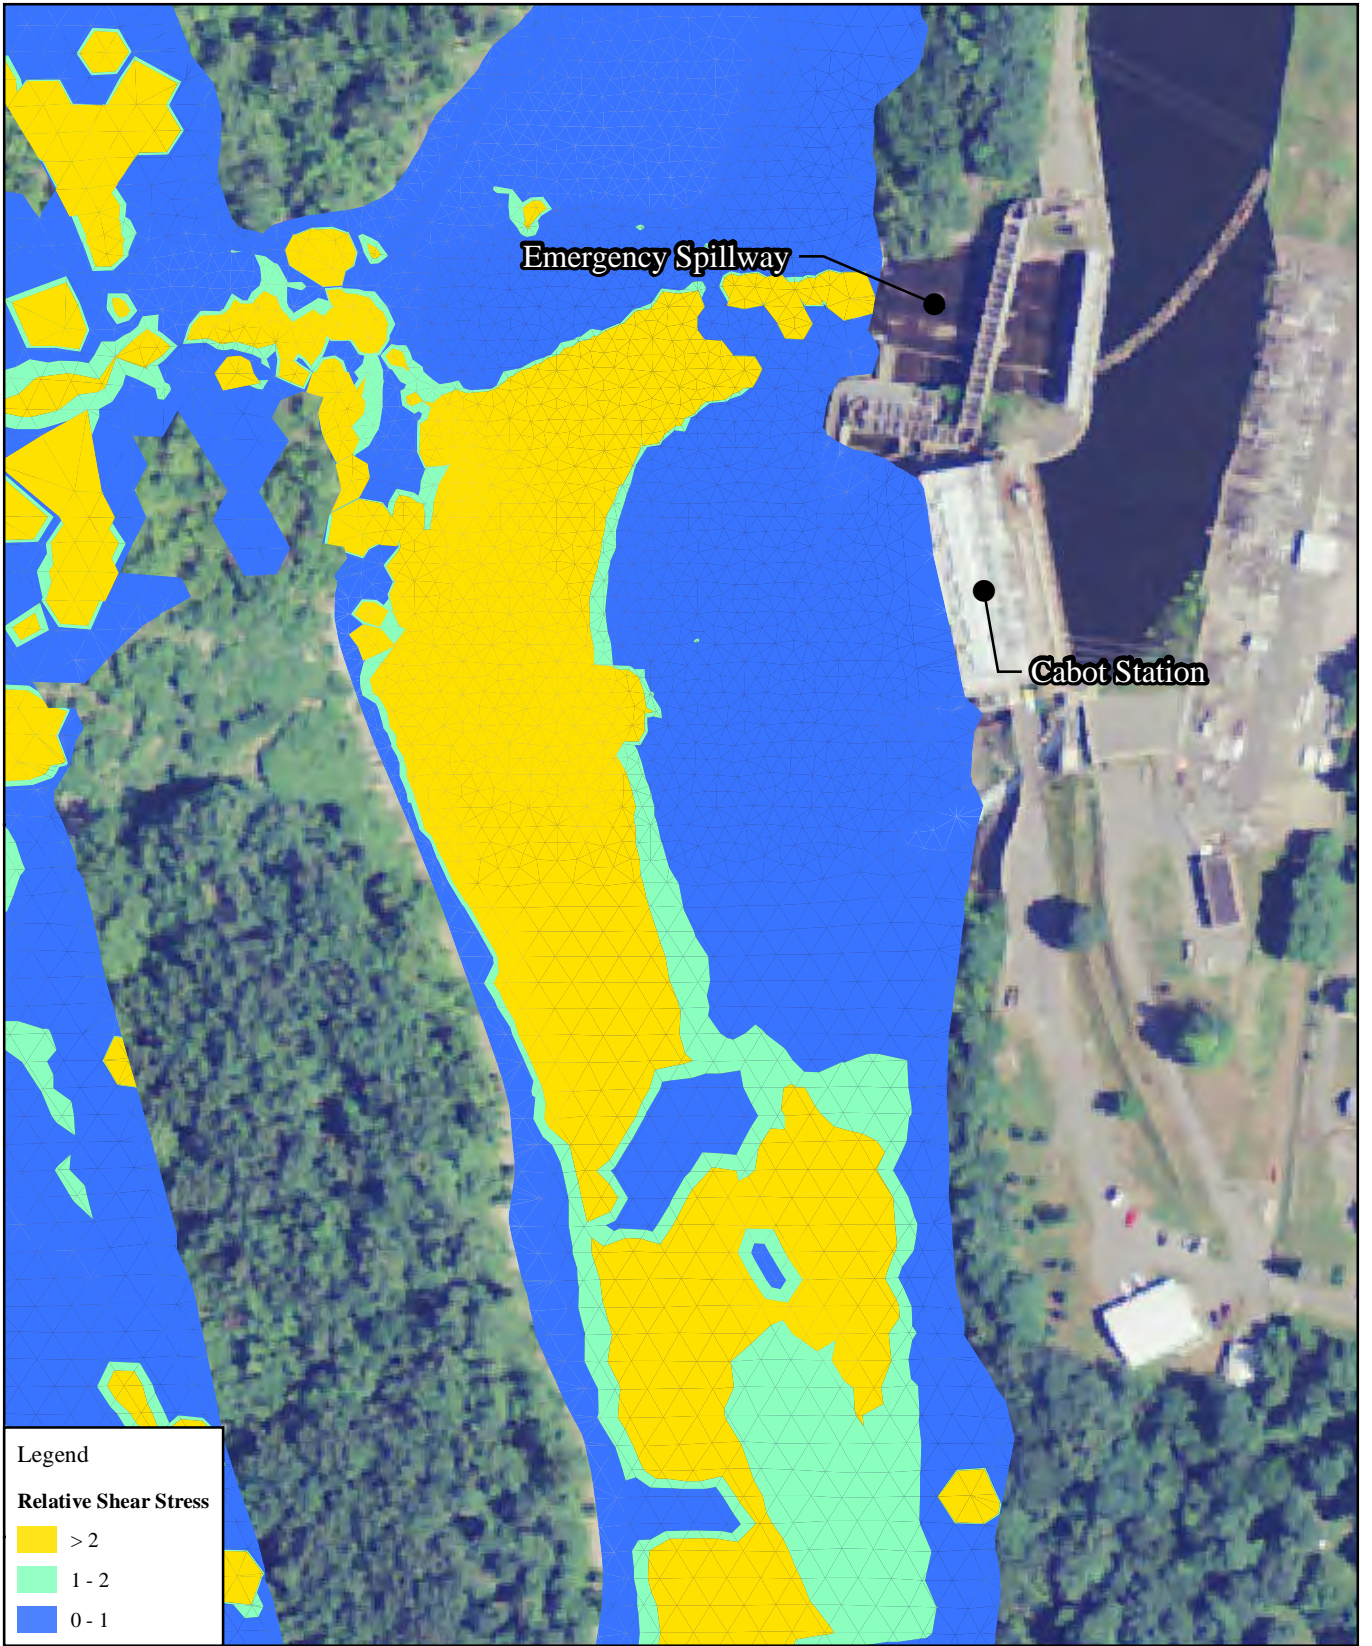 Emergency Spillway
Cabot Station
Legend
Relative Shear Stress
> 2
1 - 2
0 - 1